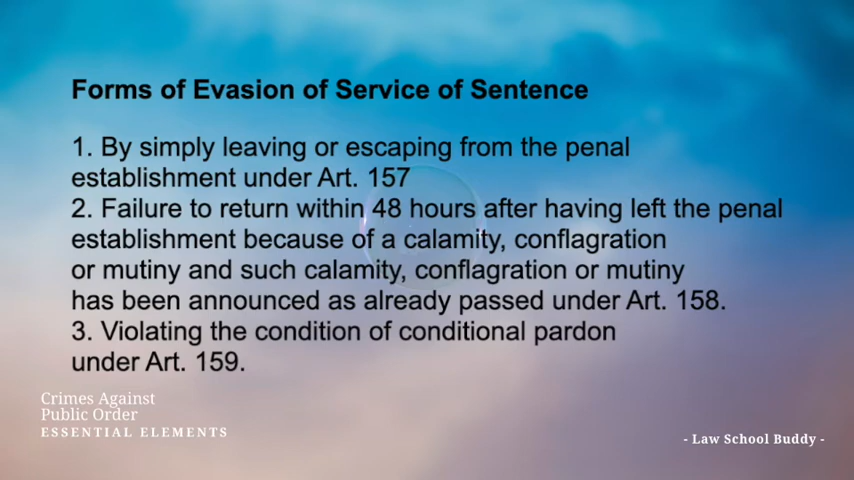 Forms of Evasion of Service of Sentence
1. By simply leaving or escaping from the penal
establishment under Art. 157
2. Failure to return within 48 hours after having left the penal
establishment because of a calamity, conflagration
or mutiny and such calamity, conflagration or mutiny
has been announced as already passed under Art. 158.
3. Violating the condition of conditional pardon
under Art. 159.
Crimes Against
Public Order
ESSENTIAL ELEMENTS
- Law School Buddy -